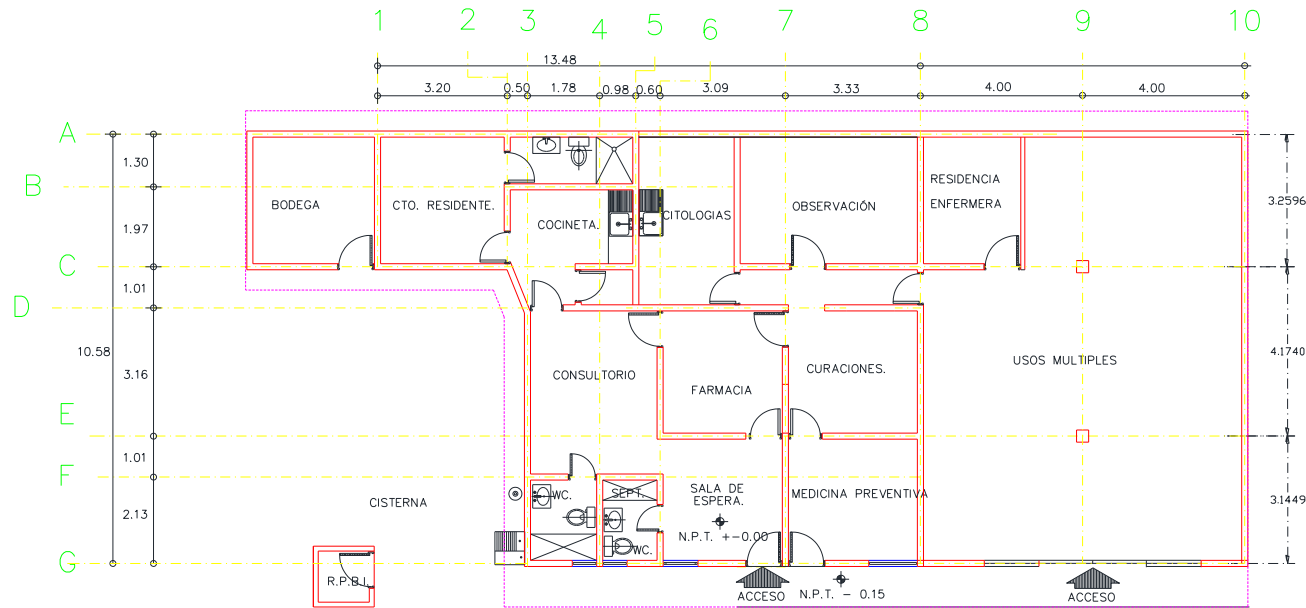 1 2 3 4 5 6 7 8 9 10
13.48
3.20 0.50 1.78 0.98 0.60 3.09 3.33 4.00 4.00
A
B
C
D
E
F
G
1.30
1.97
1.01
3.16
1.01
2.13
10.58
3.2596
4.1740
3.1449
BODEGA
CTO. RESIDENTE.
COCINETA.
CITOLOGIAS
OBSERVACIÓN
RESIDENCIA
ENFERMERA
CONSULTORIO
FARMACIA
CURACIONES.
USOS MULTIPLES
CISTERNA
WC.
SEPT.
WC.
SALA DE
ESPERA.
N.P.T. +-0.00
MEDICINA PREVENTIVA
R.P.B.I.
ACCESO
N.P.T. - 0.15
ACCESO